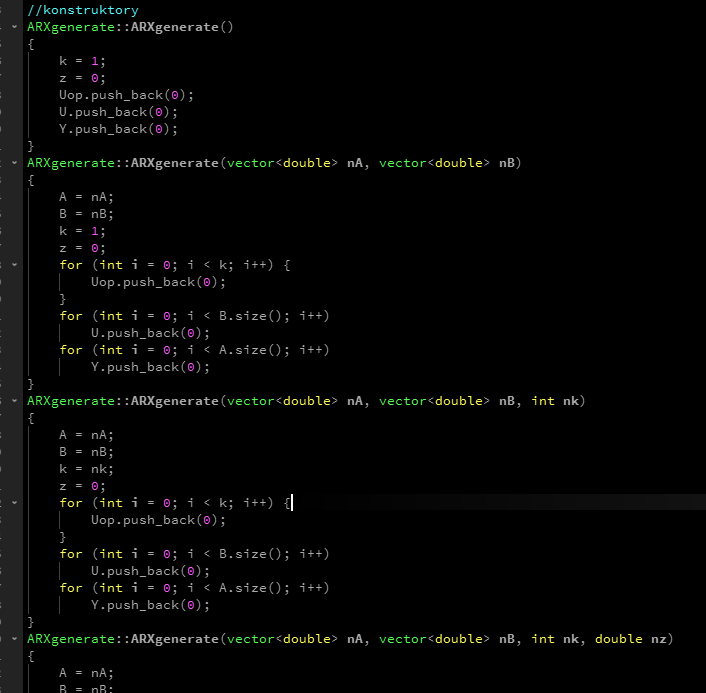 //konstruktory
ARXgenerate::ARXgenerate()
{
    k = 1;
    z = 0;
    Uop.push_back(0);
    U.push_back(0);
    Y.push_back(0);
}
ARXgenerate::ARXgenerate(vector<double> nA, vector<double> nB)
{
    A = nA;
    B = nB;
    k = 1;
    z = 0;
    for (int i = 0; i < k; i++) {
        Uop.push_back(0);
    }
    for (int i = 0; i < B.size(); i++)
        U.push_back(0);
    for (int i = 0; i < A.size(); i++)
        Y.push_back(0);
}
ARXgenerate::ARXgenerate(vector<double> nA, vector<double> nB, int nk)
{
    A = nA;
    B = nB;
    k = nk;
    z = 0;
    for (int i = 0; i < k; i++) {
        Uop.push_back(0);
    }
    for (int i = 0; i < B.size(); i++)
        U.push_back(0);
    for (int i = 0; i < A.size(); i++)
        Y.push_back(0);
}
ARXgenerate::ARXgenerate(vector<double> nA, vector<double> nB, int nk, double nz)
{
    A = nA;
    B = nB;